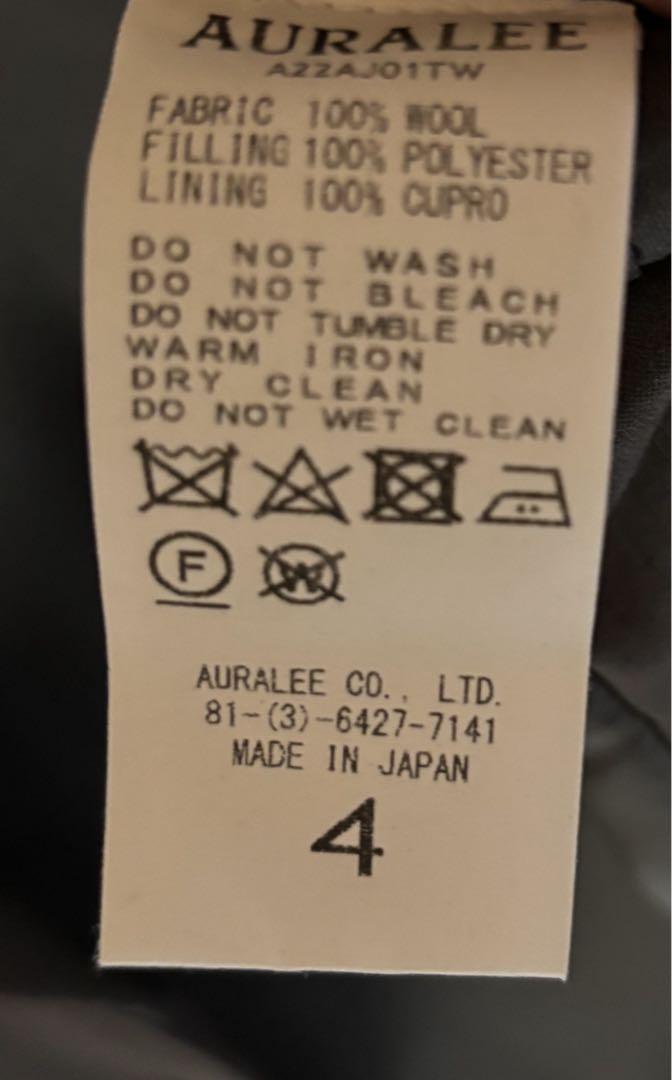 AURALEE
A22AJ01TW
FABRIC 100% WOOL
FILLING 100% POLYESTER
LINING 100% CUPRO
DO NOT WASH
DO NOT BLEACH
DO NOT TUMBLE DRY
WARM IRON
DRY CLEAN
DO NOT WET CLEAN
F W
AURALEE CO., LTD.
81-(3)-6427-7141
MADE IN JAPAN
4